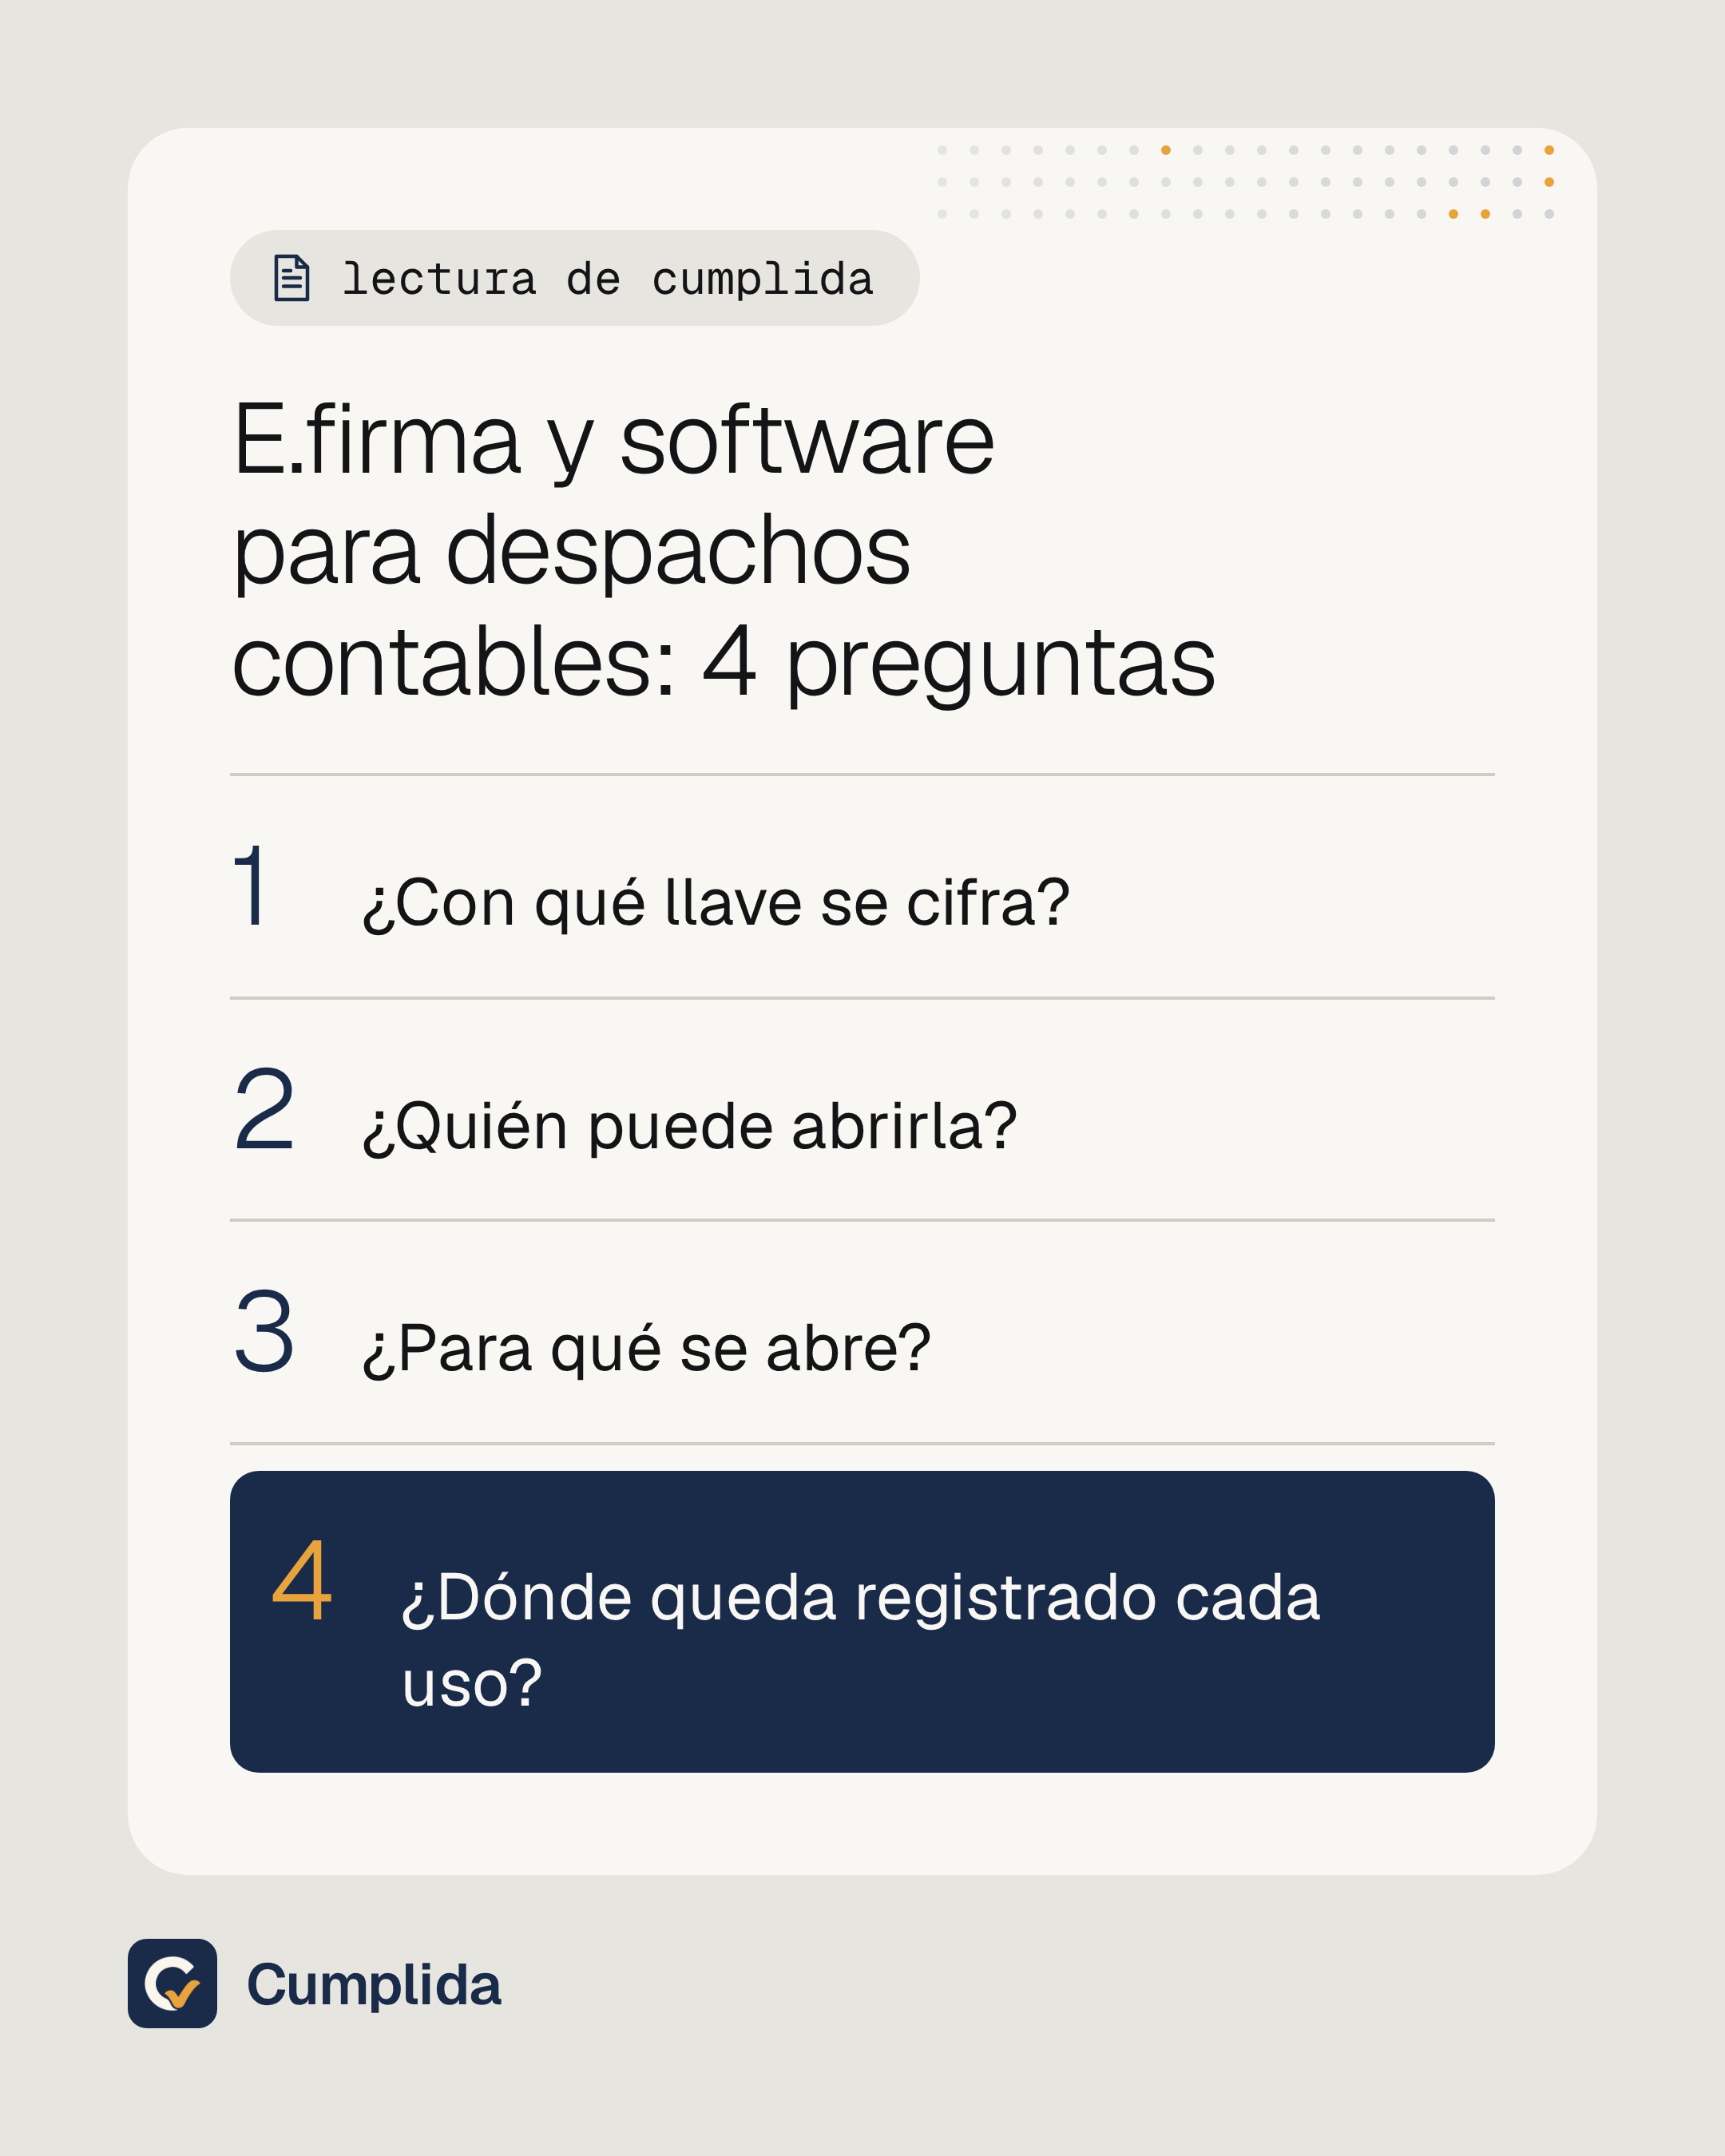 lectura de cumplida
E.firma y software
para despachos
contables: 4 preguntas
1 ¿Con qué llave se cifra?
2 ¿Quién puede abrirla?
3 ¿Para qué se abre?
4 ¿Dónde queda registrado cada
uso?
Cumplida